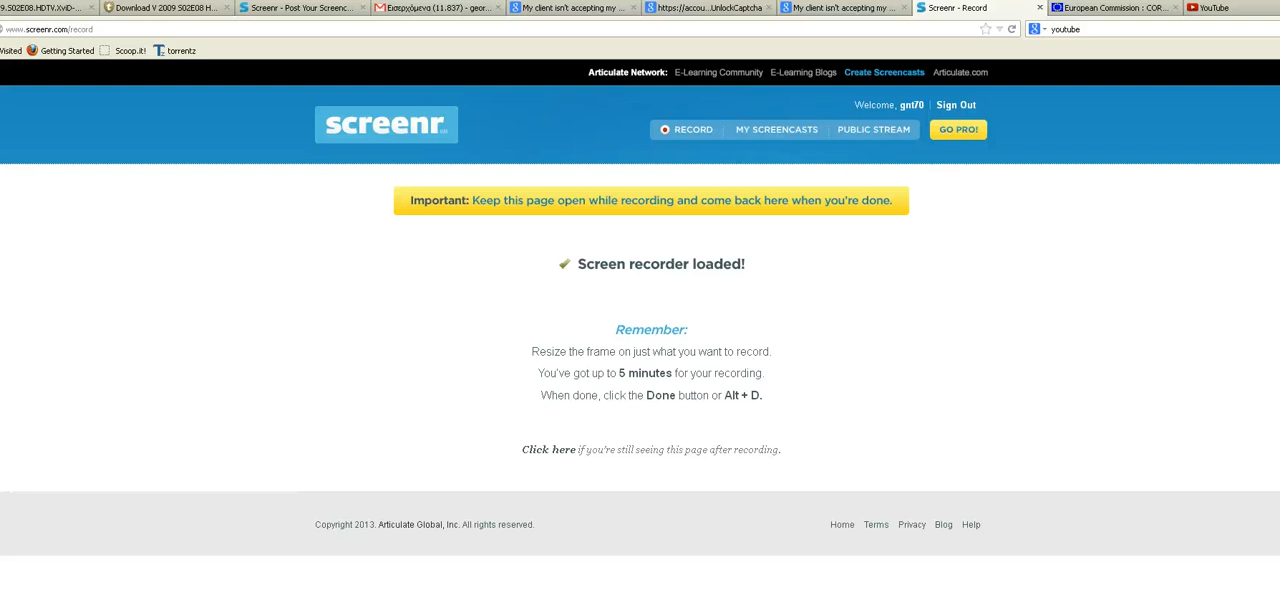 9.S02E08.HDTV.XviD-...
Download V 2009 S02E08 H...
Screenr - Post Your Screenc...
Εισερχόμενα (11.837) - geor...
My client isn't accepting my ...
https://accou...UnlockCaptcha
My client isn't accepting my ...
Screenr - Record
European Commission : COR...
YouTube
www.screenr.com/record
youtube
Visited Getting Started Scoop.it! torrentz
Articulate Network: E-Learning Community E-Learning Blogs Create Screencasts Articulate.com
Welcome, gnt70 Sign Out
screenr
RECORD MY SCREENCASTS PUBLIC STREAM GO PRO!
Important: Keep this page open while recording and come back here when you're done.
Screen recorder loaded!
Remember:
Resize the frame on just what you want to record.
You've got up to 5 minutes for your recording.
When done, click the Done button or Alt + D.
Click here if you're still seeing this page after recording.
Copyright 2013. Articulate Global, Inc. All rights reserved.
Home Terms Privacy Blog Help